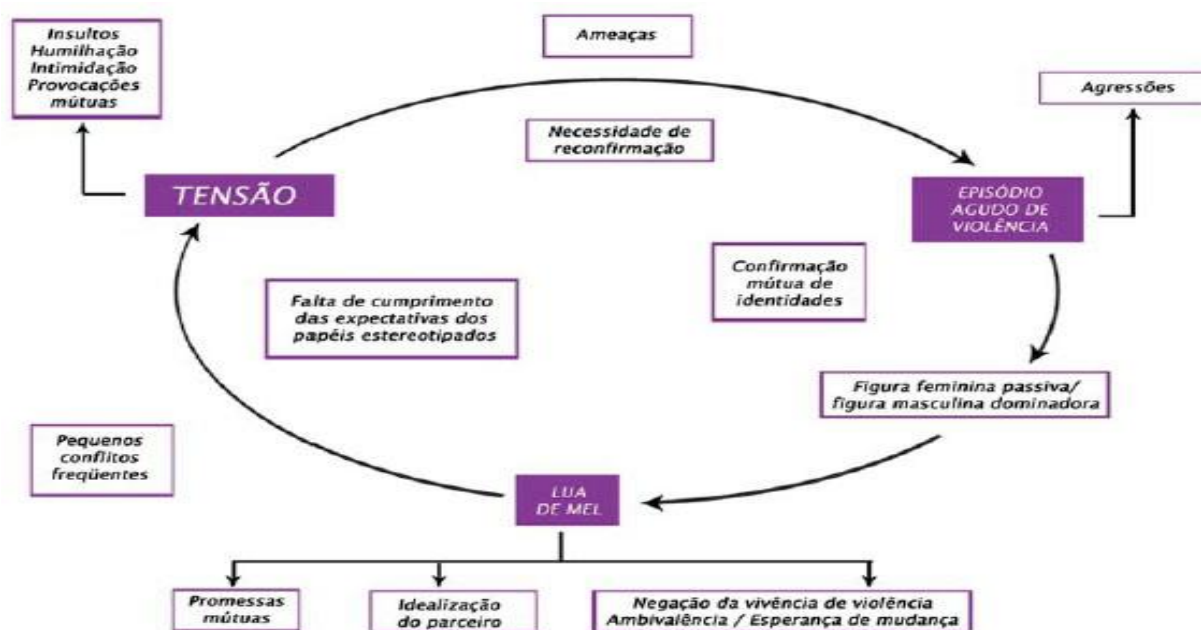 Insultos
Humilhação
Intimidação
Provocações
mútuas
Ameaças
Agressões
Necessidade de
reconfirmação
TENSÃO
EPISÓDIO
AGUDO DE
VIOLÊNCIA
Confirmação
mútua de
identidades
Falta de cumprimento
das expectativas dos
papéis estereotipados
Figura feminina passiva/
figura masculina dominadora
Pequenos
conflitos
freqüentes
LUA
DE MEL
Promessas
mútuas
Idealização
do parceiro
Negação da vivência de violência
Ambivalência / Esperança de mudança